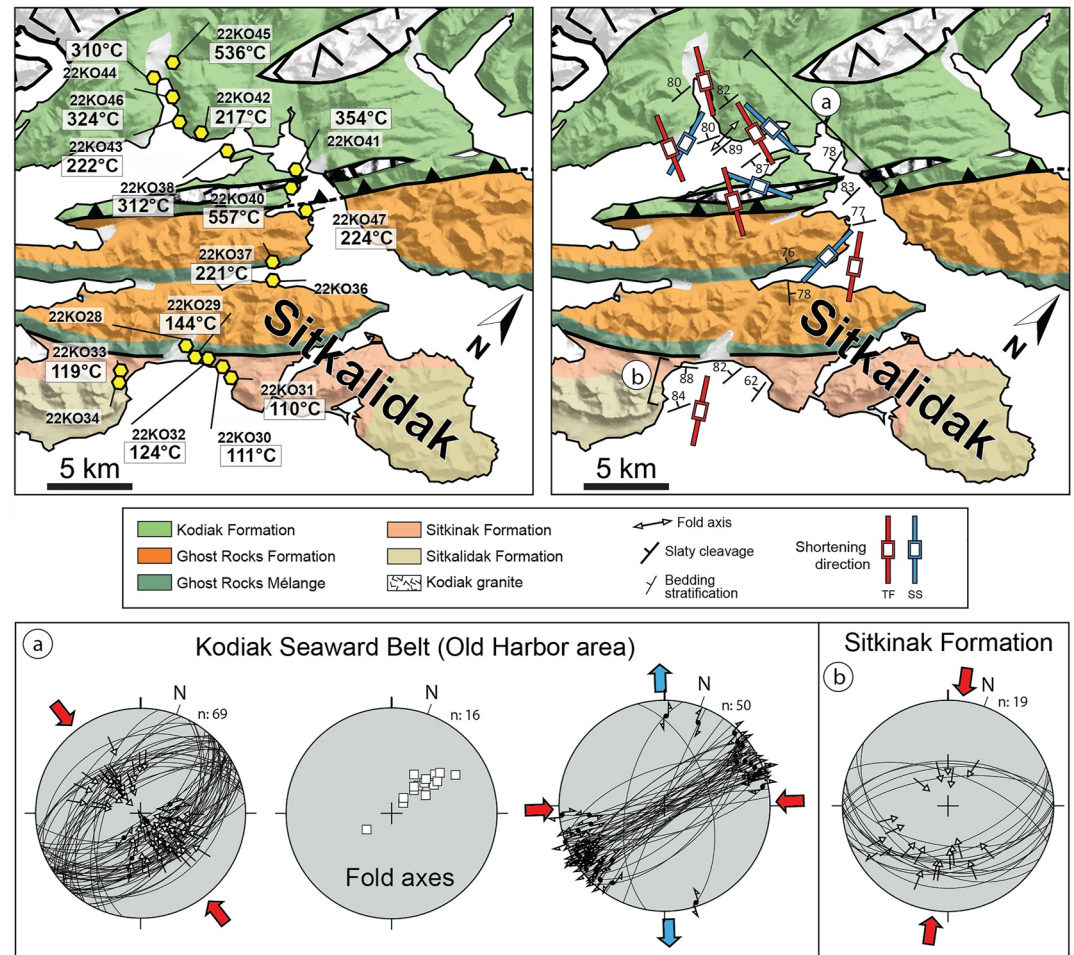 22KO45
536°C
310°C
22KO44
22KO46
324°C
22KO42
217°C
354°C
22KO41
22KO43
222°C
22KO38
312°C
22KO40
557°C
22KO47
224°C
22KO37
221°C
22KO36
22KO29
144°C
22KO28
22KO33
119°C
22KO34
22KO31
110°C
22KO32
124°C
22KO30
111°C
Sitkalidak
N
5 km
80
82
a
80
89
87
78
83
77
76
78
Sitkalidak
N
b
88
82
62
84
5 km
Kodiak Formation
Ghost Rocks Formation
Ghost Rocks Mélange
Sitkinak Formation
Sitkalidak Formation
Kodiak granite
Fold axis
Slaty cleavage
Bedding
stratification
Shortening
direction
TF SS
a
Kodiak Seaward Belt (Old Harbor area)
N
n: 69
N
n: 16
Fold axes
N
n: 50
Sitkinak Formation
b
N
n: 19